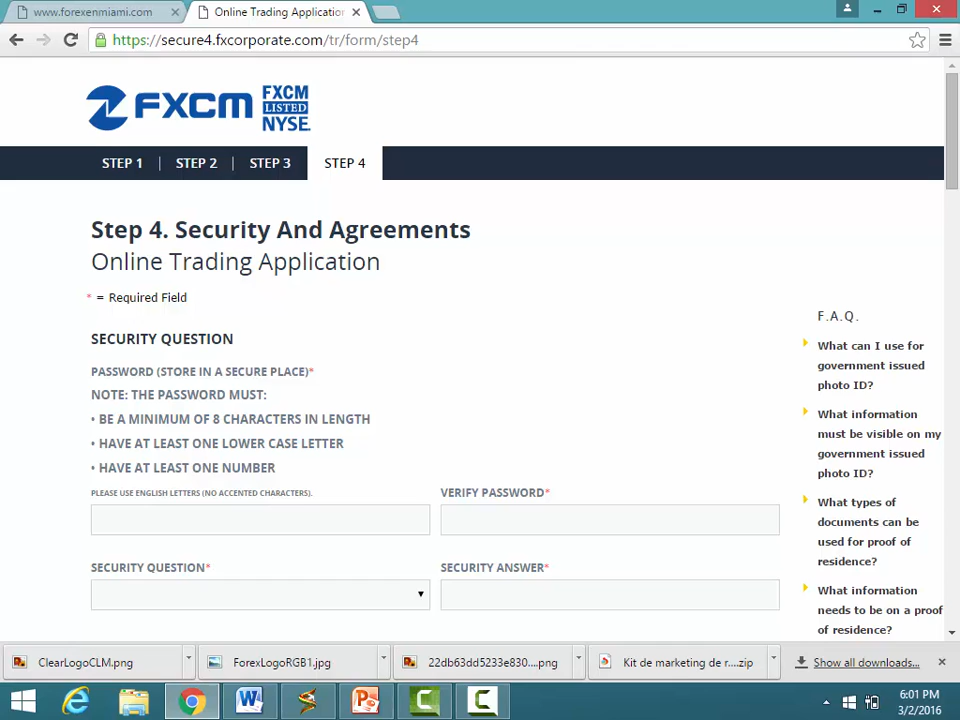 www.forexenmiami.com
Online Trading Applicatio
https://secure4.fxcorporate.com/tr/form/step4
FXCM
FXCM
LISTED
NYSE.
STEP 1 | STEP 2 | STEP 3
STEP 4
Step 4. Security And Agreements
Online Trading Application
* = Required Field
SECURITY QUESTION
PASSWORD (STORE IN A SECURE PLACE)*
NOTE: THE PASSWORD MUST:
• BE A MINIMUM OF 8 CHARACTERS IN LENGTH
• HAVE AT LEAST ONE LOWER CASE LETTER
• HAVE AT LEAST ONE NUMBER
PLEASE USE ENGLISH LETTERS (NO ACCENTED CHARACTERS).
VERIFY PASSWORD*
SECURITY QUESTION*
SECURITY ANSWER*
F.A.Q.
What can I use for
government issued
photo ID?
What information
must be visible on my
government issued
photo ID?
What types of
documents can be
used for proof of
residence?
What information
needs to be on a proof
of residence?
ClearLogoCLM.png
ForexLogoRGB1.jpg
22db63dd5233e830....png
Kit de marketing de r....zip
Show all downloads...
6:01 PM
3/2/2016